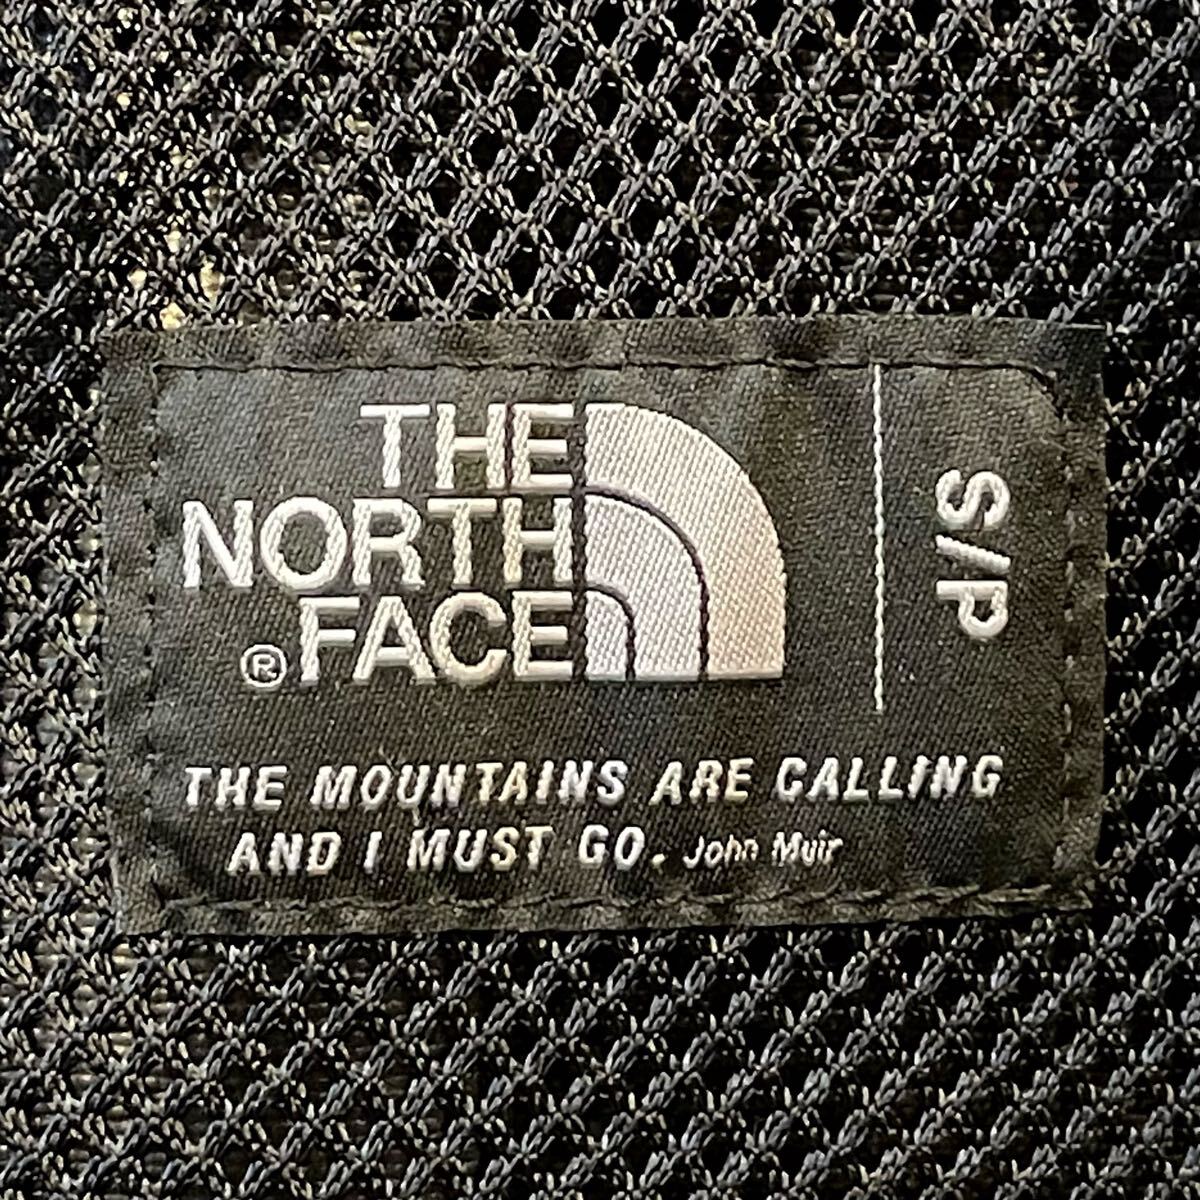 THE
NORTH
®FACE
S/P
THE MOUNTAINS ARE CALLING
AND I MUST GO. John Muir